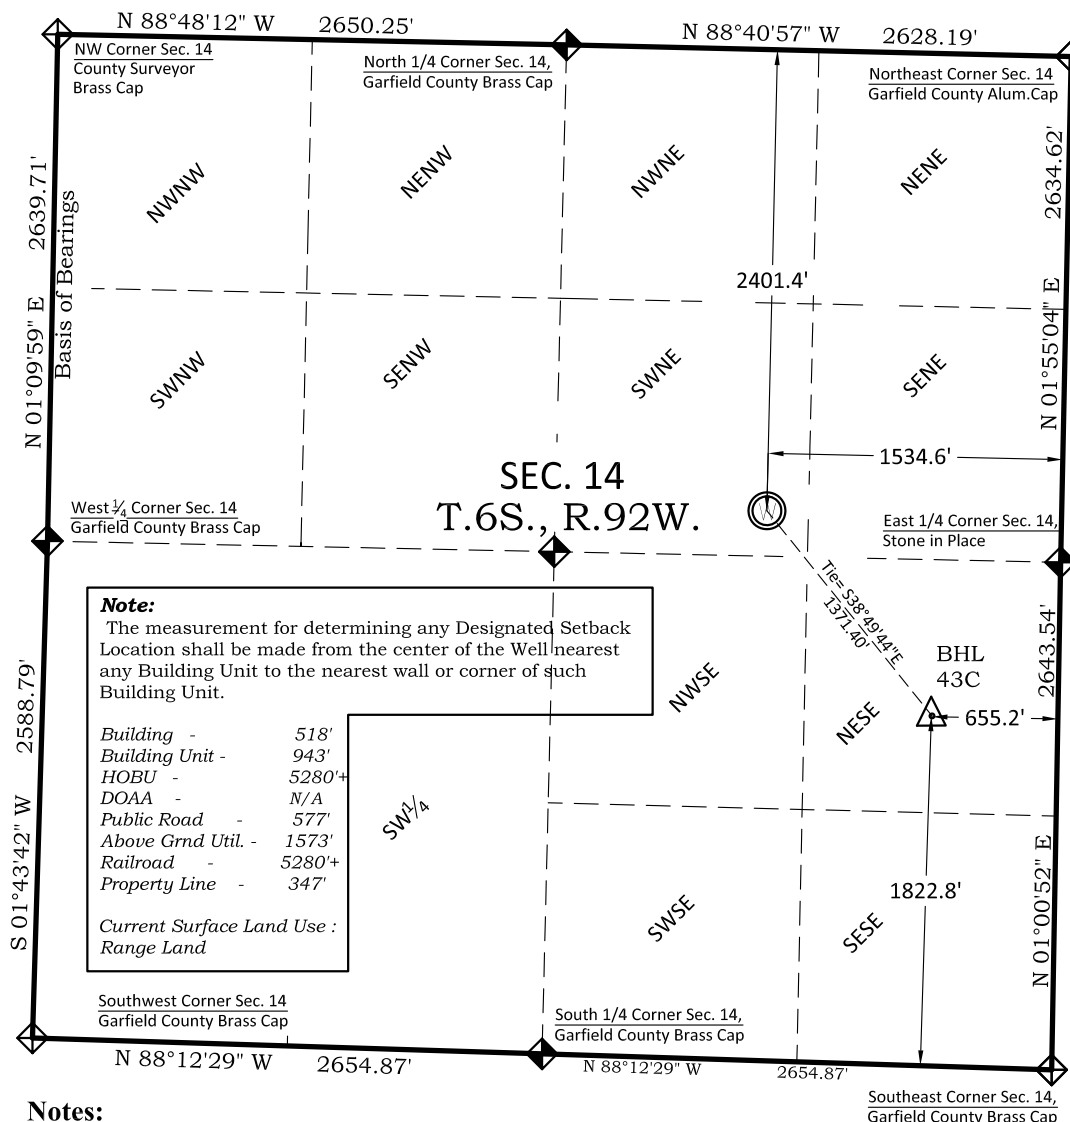 N 88°48'12" W 2650.25'
N 88°40'57" W 2628.19'
NW Corner Sec. 14
County Surveyor
Brass Cap
North 1/4 Corner Sec. 14,
Garfield County Brass Cap
Northeast Corner Sec. 14
Garfield County Alum.Cap
N 01°09'59" E 2639.71'
Basis of Bearings
N 01°55'04" E 2634.62'
NWNW
NENW
NWNE
NENE
2401.4'
SWNW
SENW
SWNE
SENE
1534.6'
SEC. 14
T.6S., R.92W.
W
West 1/4 Corner Sec. 14
Garfield County Brass Cap
East 1/4 Corner Sec. 14,
Stone in Place
Tie= S38°49'44"E
1371.40'
Note:
The measurement for determining any Designated Setback
Location shall be made from the center of the Well nearest
any Building Unit to the nearest wall or corner of such
Building Unit.
Building - 518'
Building Unit - 943'
HOBU - 5280'+
DOAA - N/A
Public Road - 577'
Above Grnd Util. - 1573'
Railroad - 5280'+
Property Line - 347'
Current Surface Land Use :
Range Land
BHL
43C
655.2'
NWSE
NESE
SW1/4
1822.8'
SWSE
SESE
S 01°43'42" W 2588.79'
N 01°00'52" E 2643.54'
Southwest Corner Sec. 14
Garfield County Brass Cap
South 1/4 Corner Sec. 14,
Garfield County Brass Cap
N 88°12'29" W 2654.87'
N 88°12'29" W 2654.87'
Southeast Corner Sec. 14,
Garfield County Brass Cap
Notes: